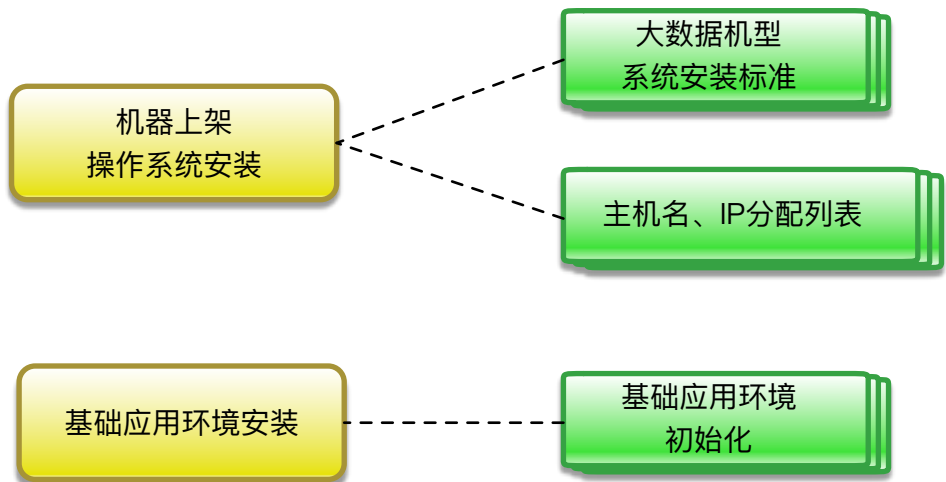 大数据机型
系统安装标准
机器上架
操作系统安装
主机名、IP分配列表
基础应用环境安装
基础应用环境
初始化